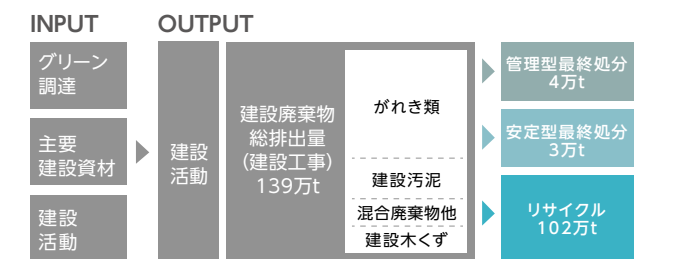 INPUT
OUTPUT
グリーン
調達
主要
建設資材
建設
活動
建設
活動
建設廃棄物
総排出量
(建設工事)
139万t
がれき類
建設汚泥
混合廃棄物他
建設木くず
管理型最終処分
4万t
安定型最終処分
3万t
リサイクル
102万t